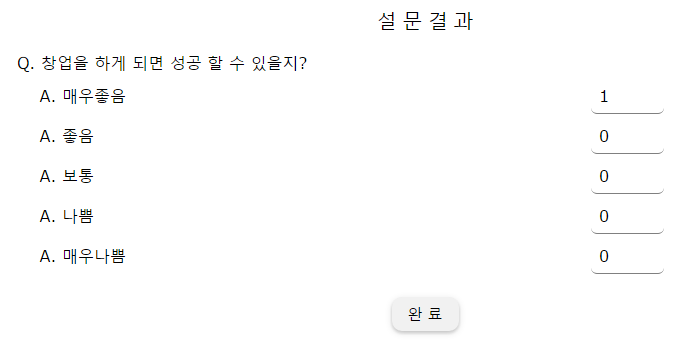 설 문 결 과
Q. 창업을 하게 되면 성공 할 수 있을지?
A. 매우좋음 1
A. 좋음 0
A. 보통 0
A. 나쁨 0
A. 매우나쁨 0
완 료